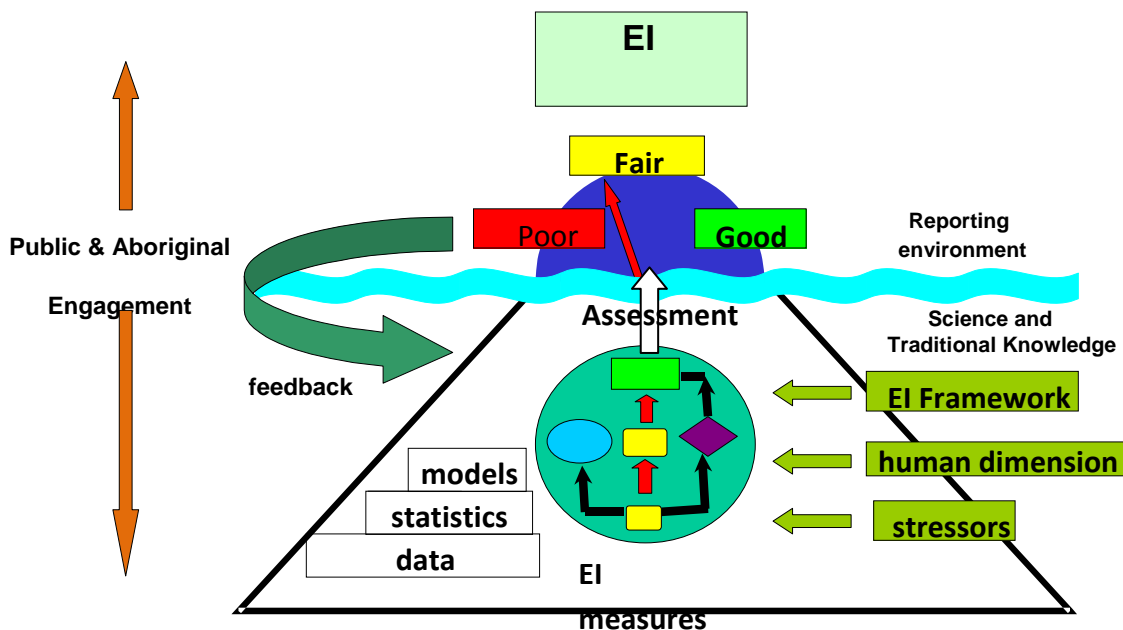 EI
Fair
Poor
Good
Reporting
environment
Public & Aboriginal
Engagement
Assessment
Science and
Traditional Knowledge
feedback
EI Framework
human dimension
stressors
models
statistics
data
EI
measures